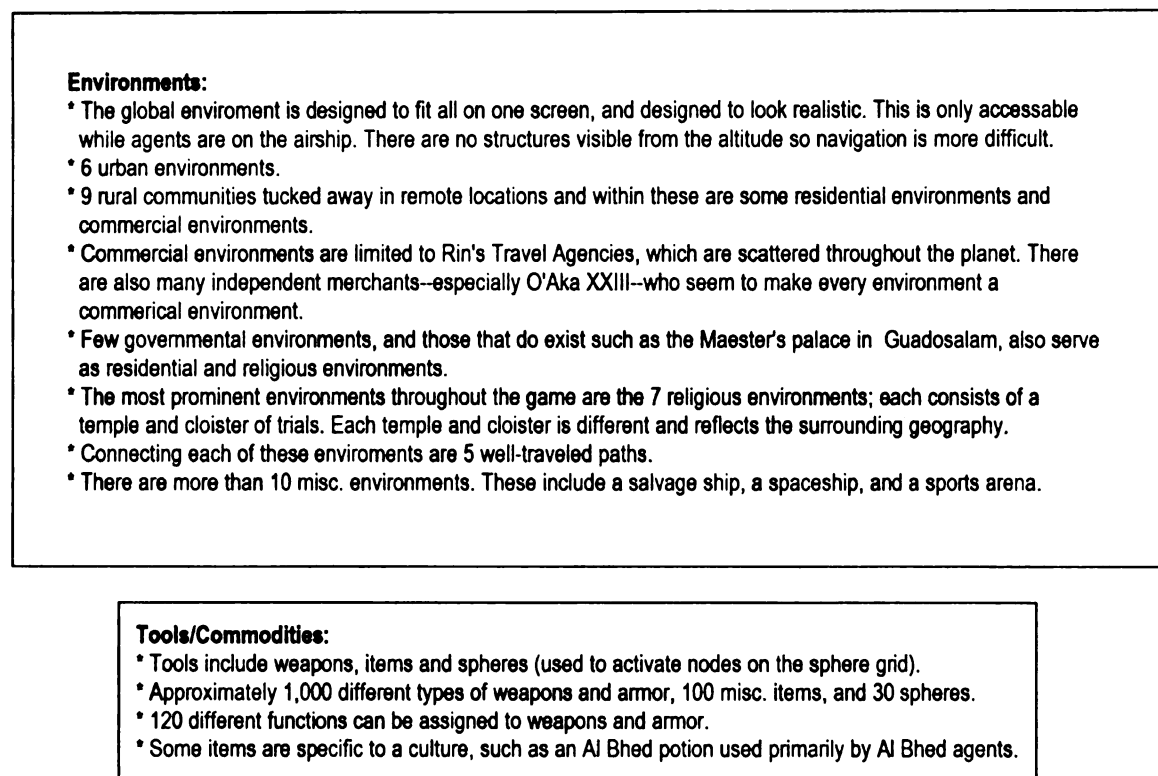 Environments:
* The global enviroment is designed to fit all on one screen, and designed to look realistic. This is only accessable
while agents are on the airship. There are no structures visible from the altitude so navigation is more difficult.
* 6 urban environments.
* 9 rural communities tucked away in remote locations and within these are some residential environments and
commercial environments.
* Commercial environments are limited to Rin's Travel Agencies, which are scattered throughout the planet. There
are also many independent merchants--especially O'Aka XXIII--who seem to make every environment a
commerical environment.
* Few governmental environments, and those that do exist such as the Maester's palace in Guadosalam, also serve
as residential and religious environments.
* The most prominent environments throughout the game are the 7 religious environments; each consists of a
temple and cloister of trials. Each temple and cloister is different and reflects the surrounding geography.
* Connecting each of these enviroments are 5 well-traveled paths.
* There are more than 10 misc. environments. These include a salvage ship, a spaceship, and a sports arena.
Tools/Commodities:
* Tools include weapons, items and spheres (used to activate nodes on the sphere grid).
* Approximately 1,000 different types of weapons and armor, 100 misc. items, and 30 spheres.
* 120 different functions can be assigned to weapons and armor.
* Some items are specific to a culture, such as an Al Bhed potion used primarily by Al Bhed agents.